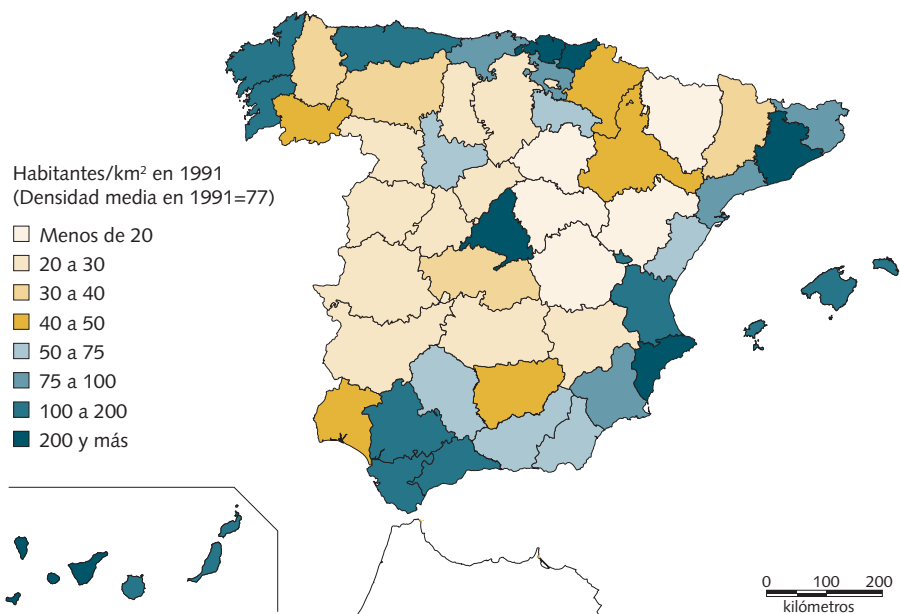 Habitantes/km² en 1991
(Densidad media en 1991=77)
Menos de 20
20 a 30
30 a 40
40 a 50
50 a 75
75 a 100
100 a 200
200 y más
0 100 200
kilómetros